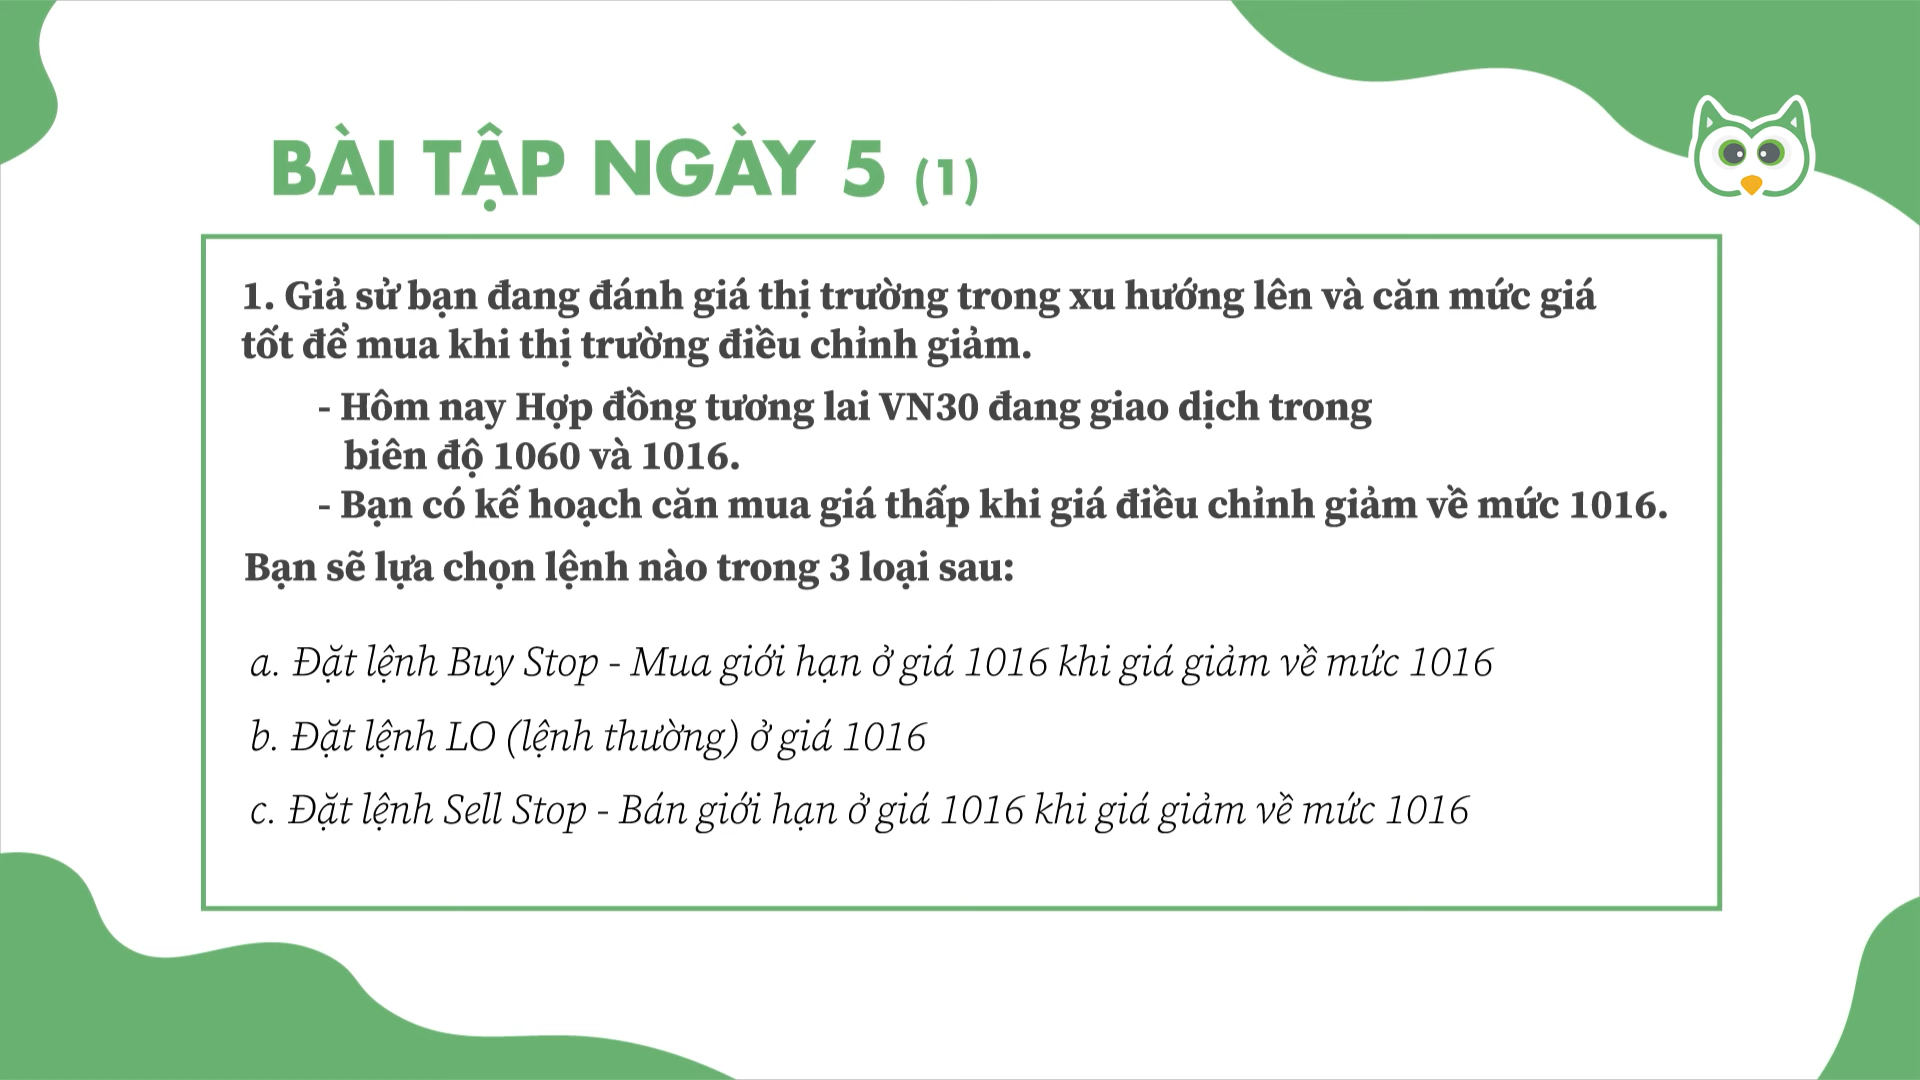 BÀI TẬP NGÀY 5 (1)
1. Giả sử bạn đang đánh giá thị trường trong xu hướng lên và căn mức giá
tốt để mua khi thị trường điều chỉnh giảm.
- Hôm nay Hợp đồng tương lai VN30 đang giao dịch trong
biên độ 1060 và 1016.
- Bạn có kế hoạch căn mua giá thấp khi giá điều chỉnh giảm về mức 1016.
Bạn sẽ lựa chọn lệnh nào trong 3 loại sau:
a. Đặt lệnh Buy Stop - Mua giới hạn ở giá 1016 khi giá giảm về mức 1016
b. Đặt lệnh LO (lệnh thường) ở giá 1016
c. Đặt lệnh Sell Stop - Bán giới hạn ở giá 1016 khi giá giảm về mức 1016